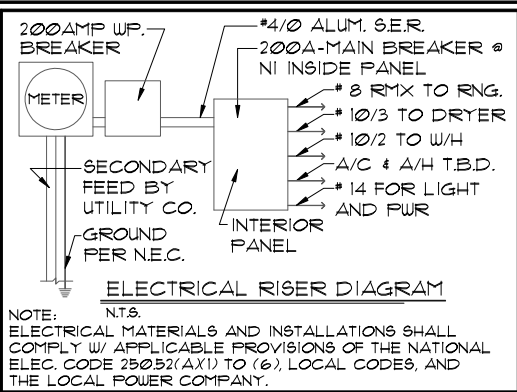 200AMP WP.
BREAKER
#4/0 ALUM. S.E.R.
200A-MAIN BREAKER @
N1 INSIDE PANEL
METER
# 8 RMX TO RNG.
# 10/3 TO DRYER
# 10/2 TO W/H
A/C & A/H T.B.D.
# 14 FOR LIGHT
AND PWR
SECONDARY
FEED BY
UTILITY CO.
INTERIOR
PANEL
GROUND
PER N.E.C.
ELECTRICAL RISER DIAGRAM
N.T.S.
NOTE:
ELECTRICAL MATERIALS AND INSTALLATIONS SHALL
COMPLY W/ APPLICABLE PROVISIONS OF THE NATIONAL
ELEC. CODE 250.52(A)(1) TO (6), LOCAL CODES, AND
THE LOCAL POWER COMPANY.